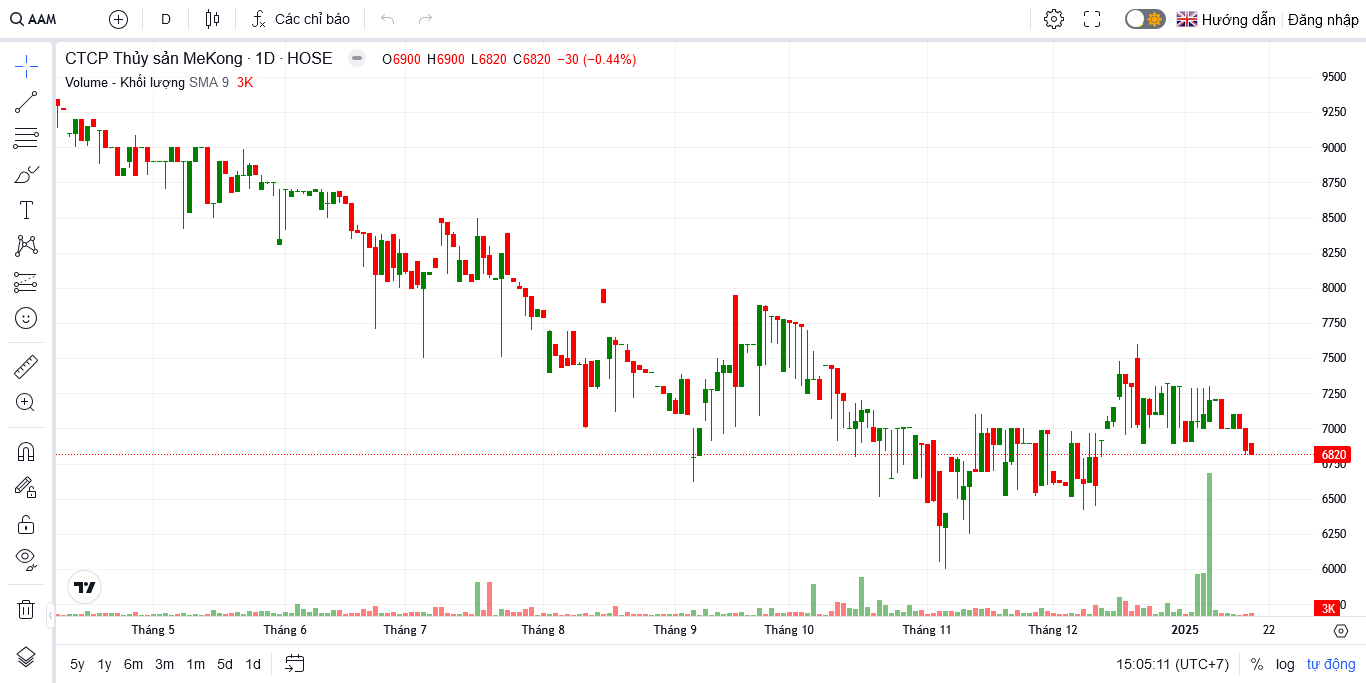 AAM D Các chỉ báo Hướng dẫn Đăng nhập
CTCP Thủy sản MeKong · 1D · HOSE O6900 H6900 L6820 C6820 −30 (−0.44%)
Volume - Khối lượng SMA 9 3K
9500
9250
9000
8750
8500
8250
8000
7750
7500
7250
7000
6820
6750
6500
6250
6000
3K
Tháng 5 Tháng 6 Tháng 7 Tháng 8 Tháng 9 Tháng 10 Tháng 11 Tháng 12 2025 22
5y 1y 6m 3m 1m 5d 1d 15:05:11 (UTC+7) % log tự động